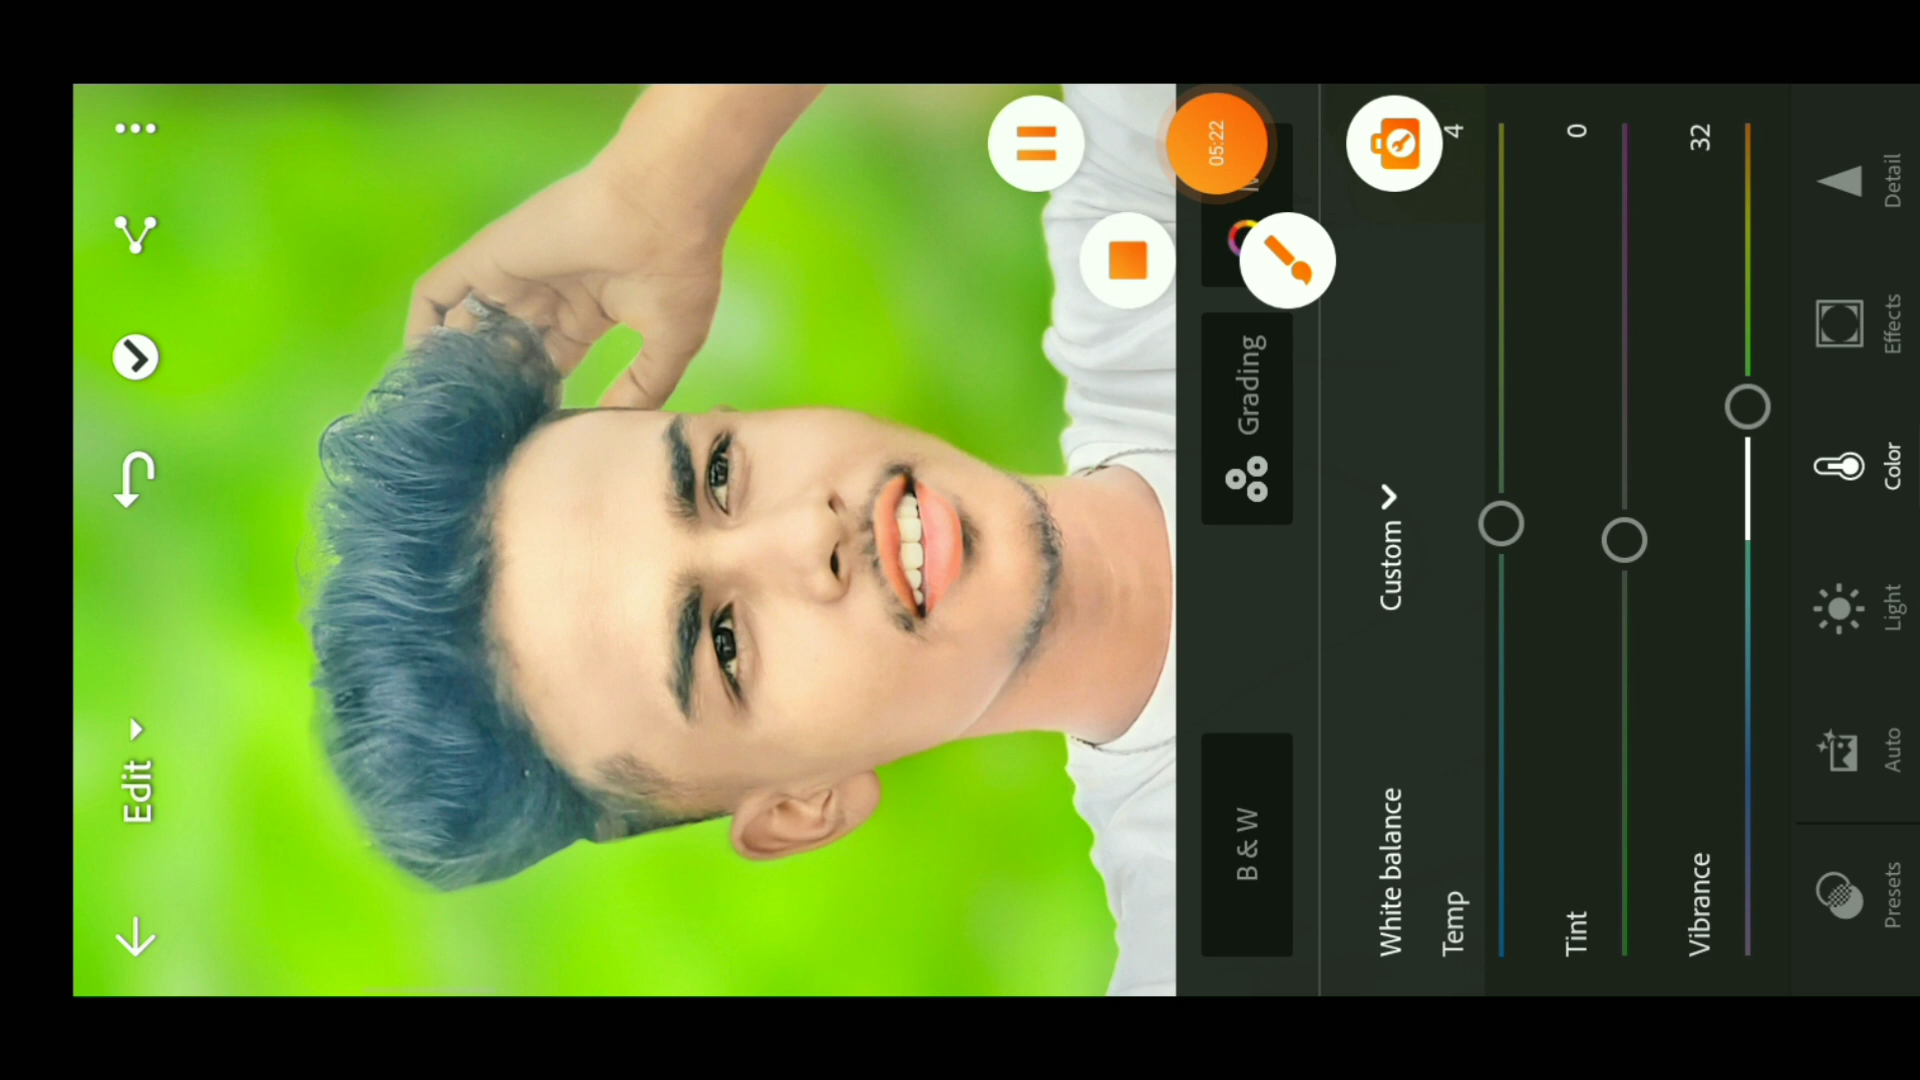 Edit
05:22
B & W
Grading
White balance
Custom
Temp
4
Tint
0
Vibrance
32
Presets
Auto
Light
Color
Effects
Detail